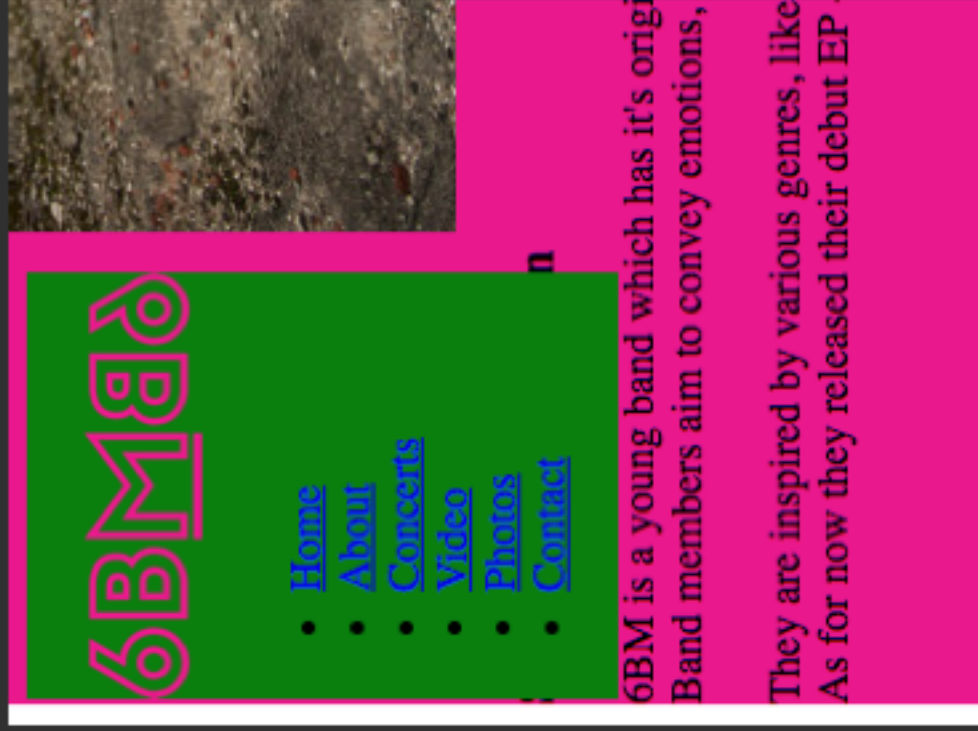 6BMB6
Home
About
Concerts
Video
Photos
Contact
n
6BM is a young band which has it's origi
Band members aim to convey emotions,
They are inspired by various genres, like
As for now they released their debut EP